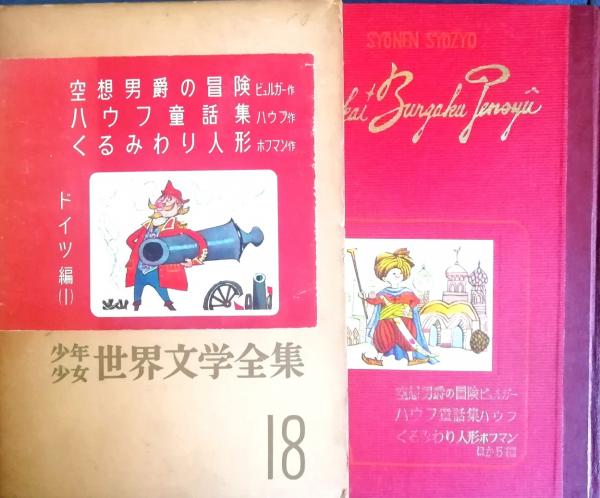 空想男爵の冒険 ビュルガー作
ハウフ童話集 ハウフ作
くるみわり人形 ホフマン作
ドイツ編(1)
少年少女 世界文学全集
18
SYŌNEN SYŌZYO
kai Bungaku Zensyû
空想男爵の冒険 ビュルガー
ハウフ童話集 ハウフ
くるみわり人形 ホフマン
ほか5編